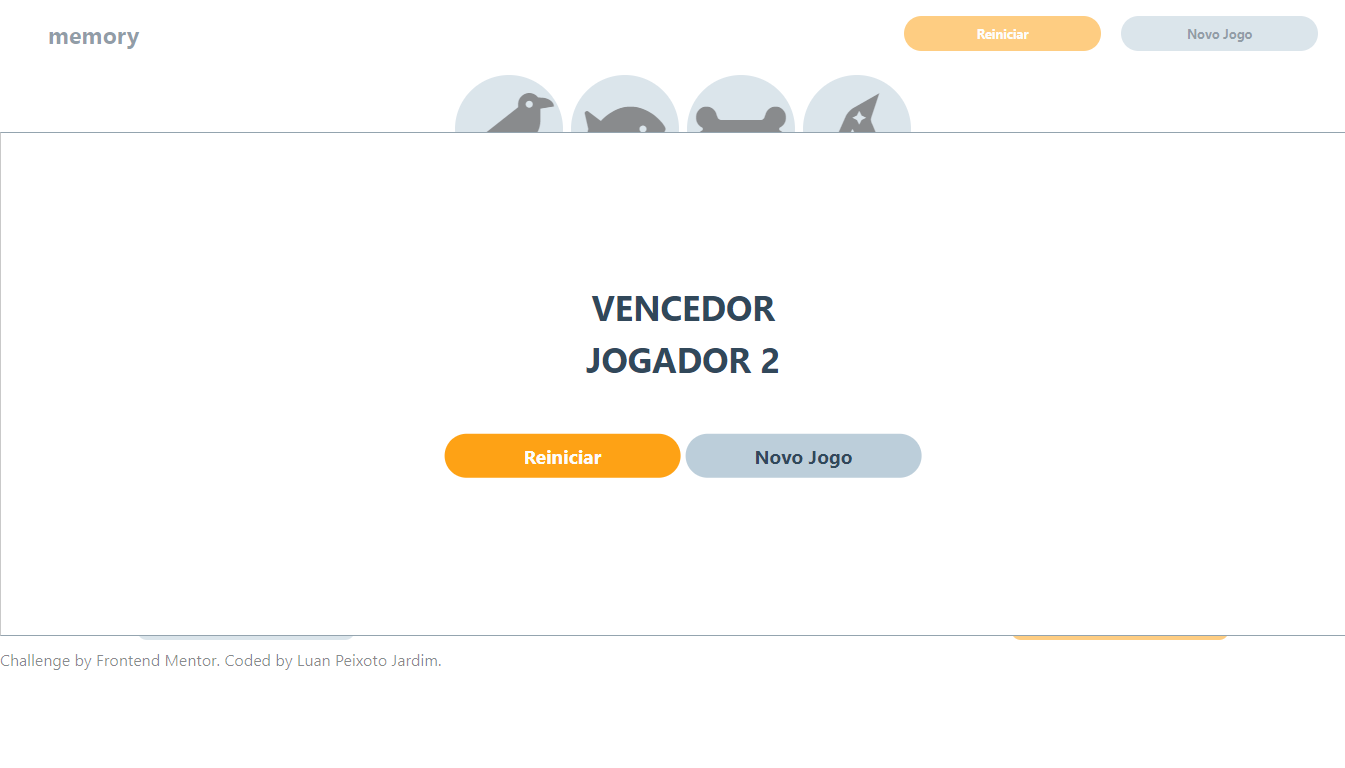 memory
Reiniciar
Novo Jogo
VENCEDOR
JOGADOR 2
Reiniciar
Novo Jogo
Challenge by Frontend Mentor. Coded by Luan Peixoto Jardim.